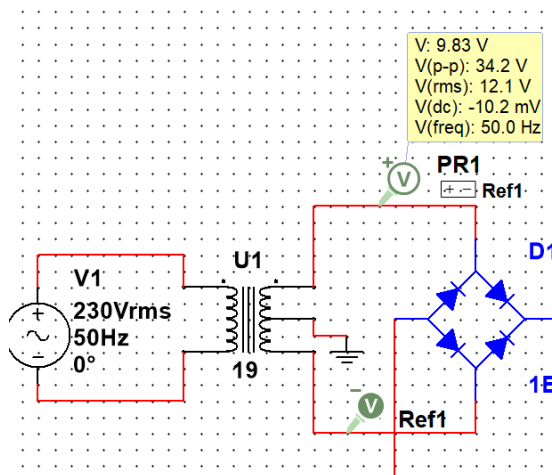 V: 9.83 V
V(p-p): 34.2 V
V(rms): 12.1 V
V(dc): -10.2 mV
V(freq): 50.0 Hz
+
V
PR1
+ -
Ref1
D1
U1
V1
230Vrms
50Hz
0°
+
19
V
Ref1
1B